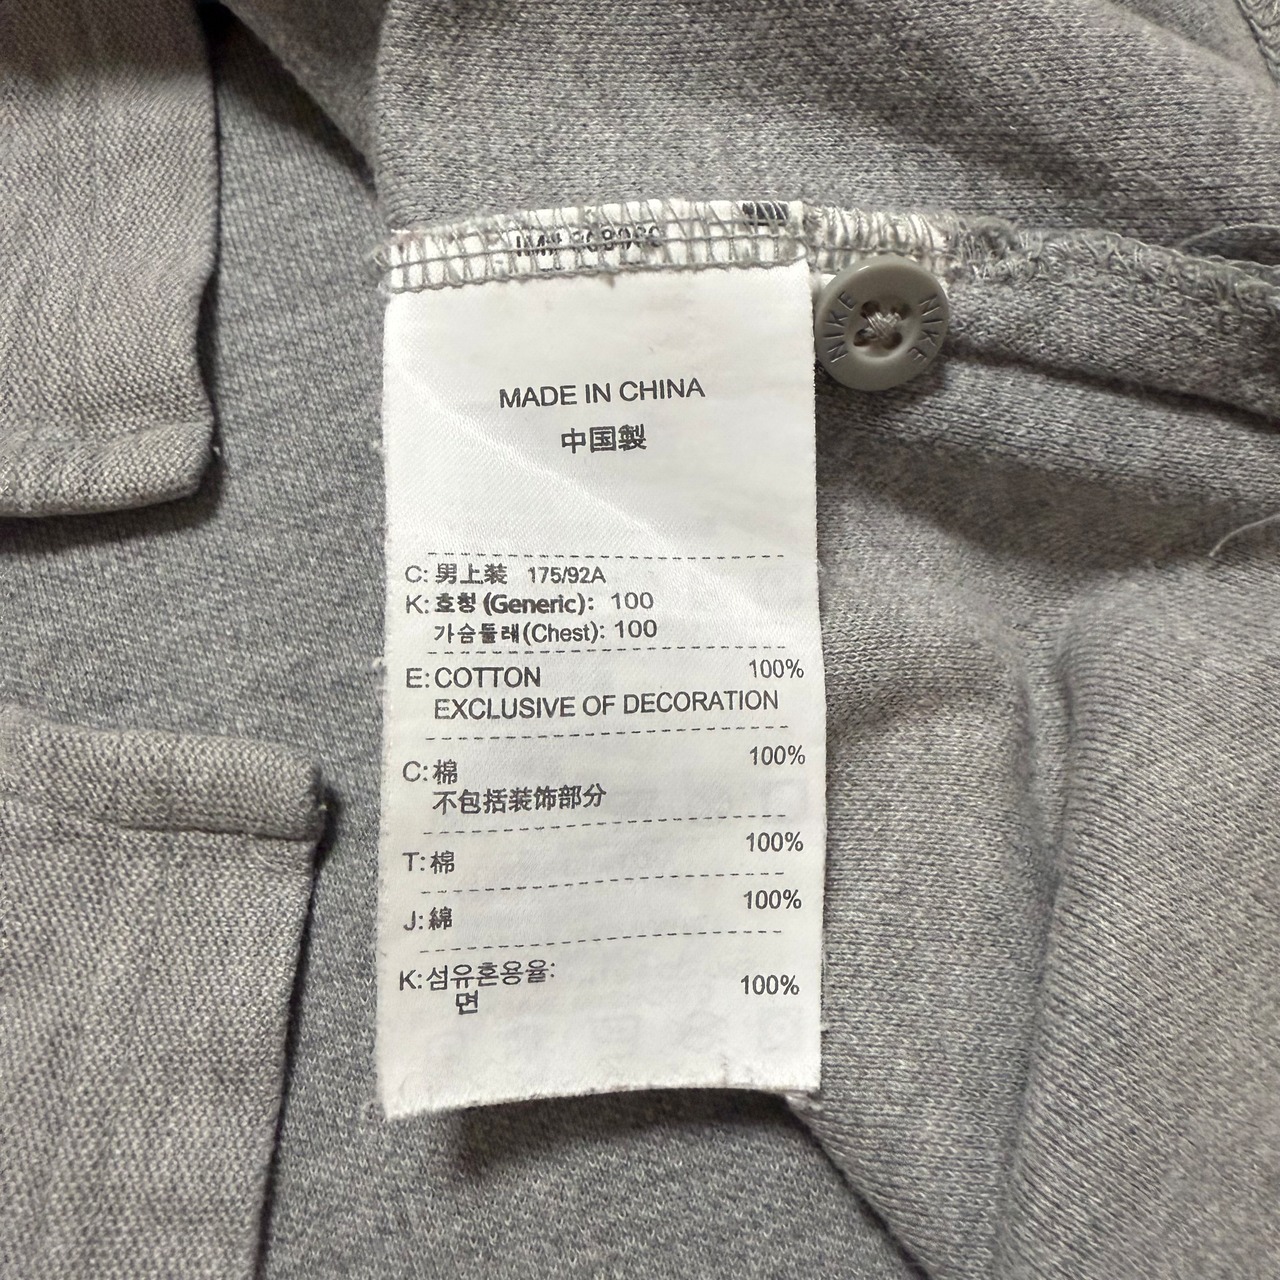 NIKE NIKE
MADE IN CHINA
中国製
C: 男上装 175/92A
K: 호칭 (Generic): 100
가슴둘레(Chest): 100
E: COTTON 100%
EXCLUSIVE OF DECORATION
C: 棉 100%
不包括装饰部分
T: 棉 100%
J: 綿 100%
K: 섬유혼용율:
면 100%